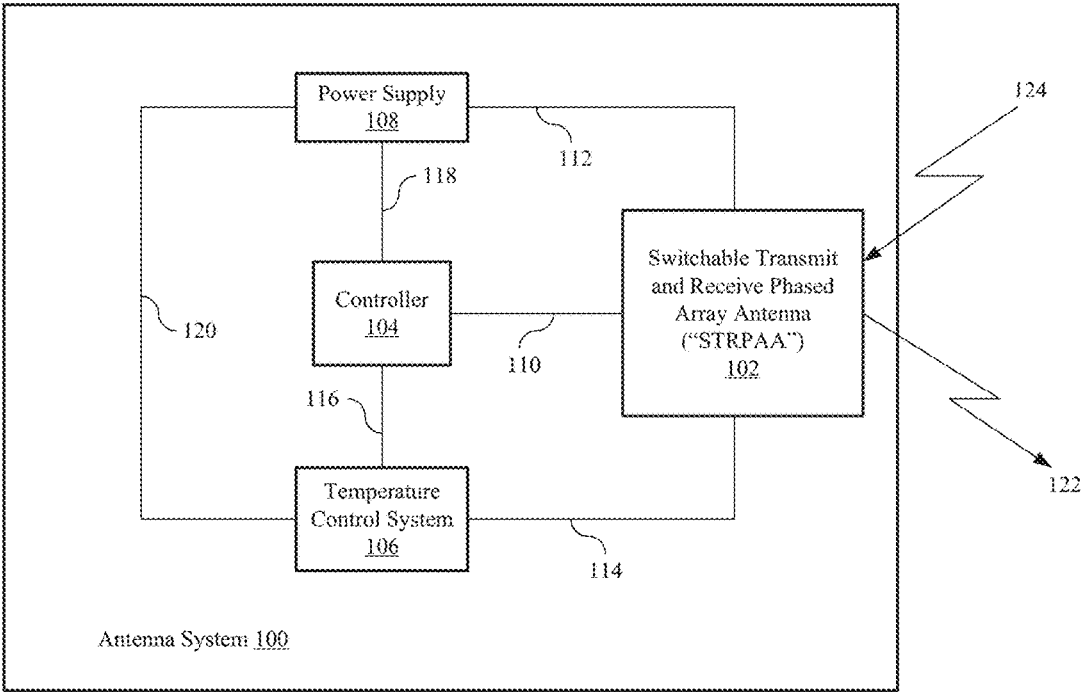 Power Supply
108
112
124
118
Switchable Transmit
and Receive Phased
Array Antenna
(“STRPAA”)
102
Controller
104
120
110
116
122
Temperature
Control System
106
114
Antenna System 100